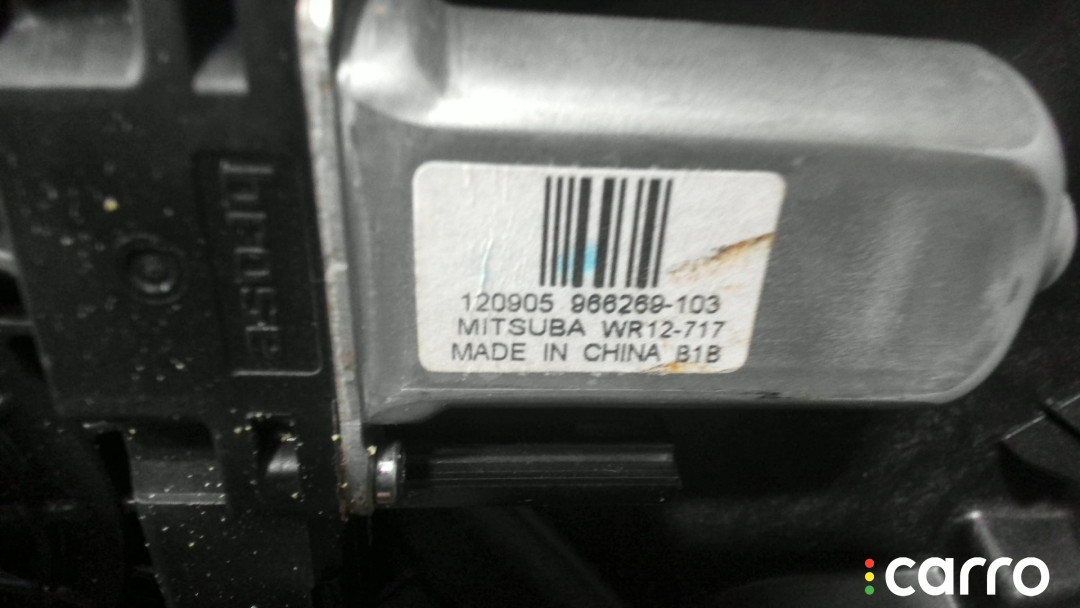 120905 966269-103
MITSUBA WR12-717
MADE IN CHINA B1B
carro